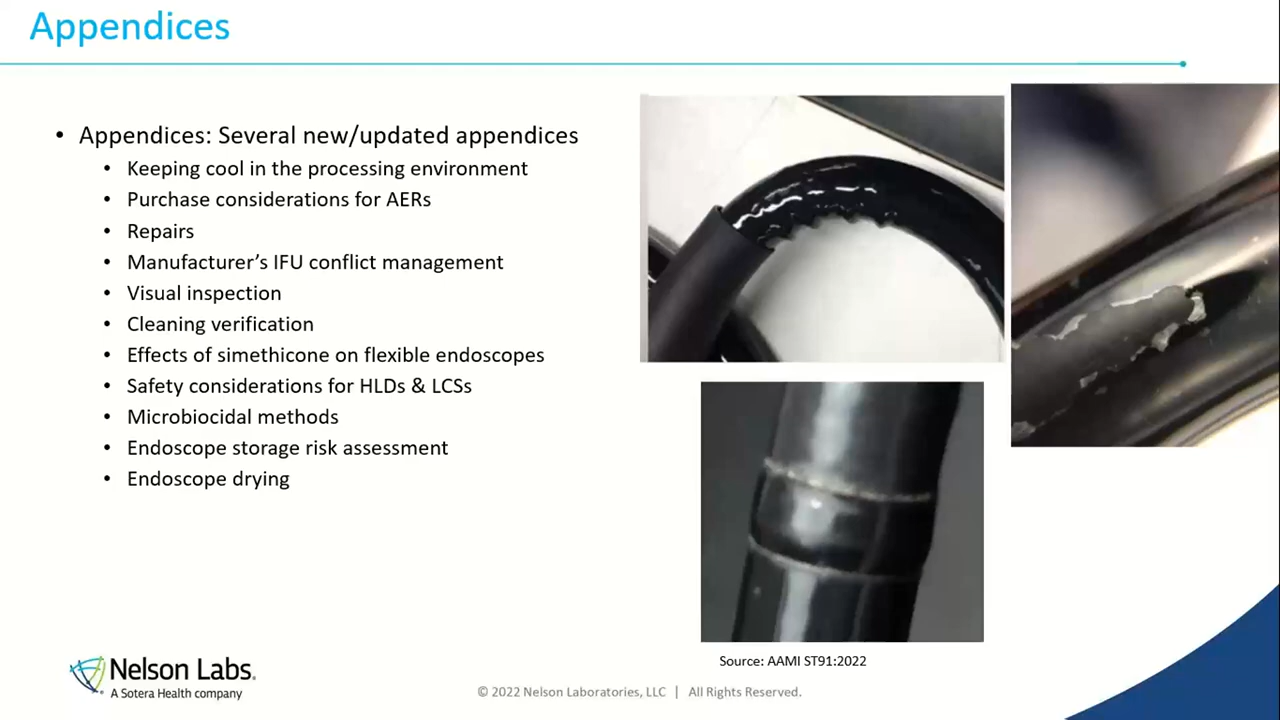 Appendices
• Appendices: Several new/updated appendices
• Keeping cool in the processing environment
• Purchase considerations for AERs
• Repairs
• Manufacturer’s IFU conflict management
• Visual inspection
• Cleaning verification
• Effects of simethicone on flexible endoscopes
• Safety considerations for HLDs & LCSs
• Microbiocidal methods
• Endoscope storage risk assessment
• Endoscope drying
Source: AAMI ST91:2022
Nelson Labs.
A Sotera Health company
© 2022 Nelson Laboratories, LLC | All Rights Reserved.